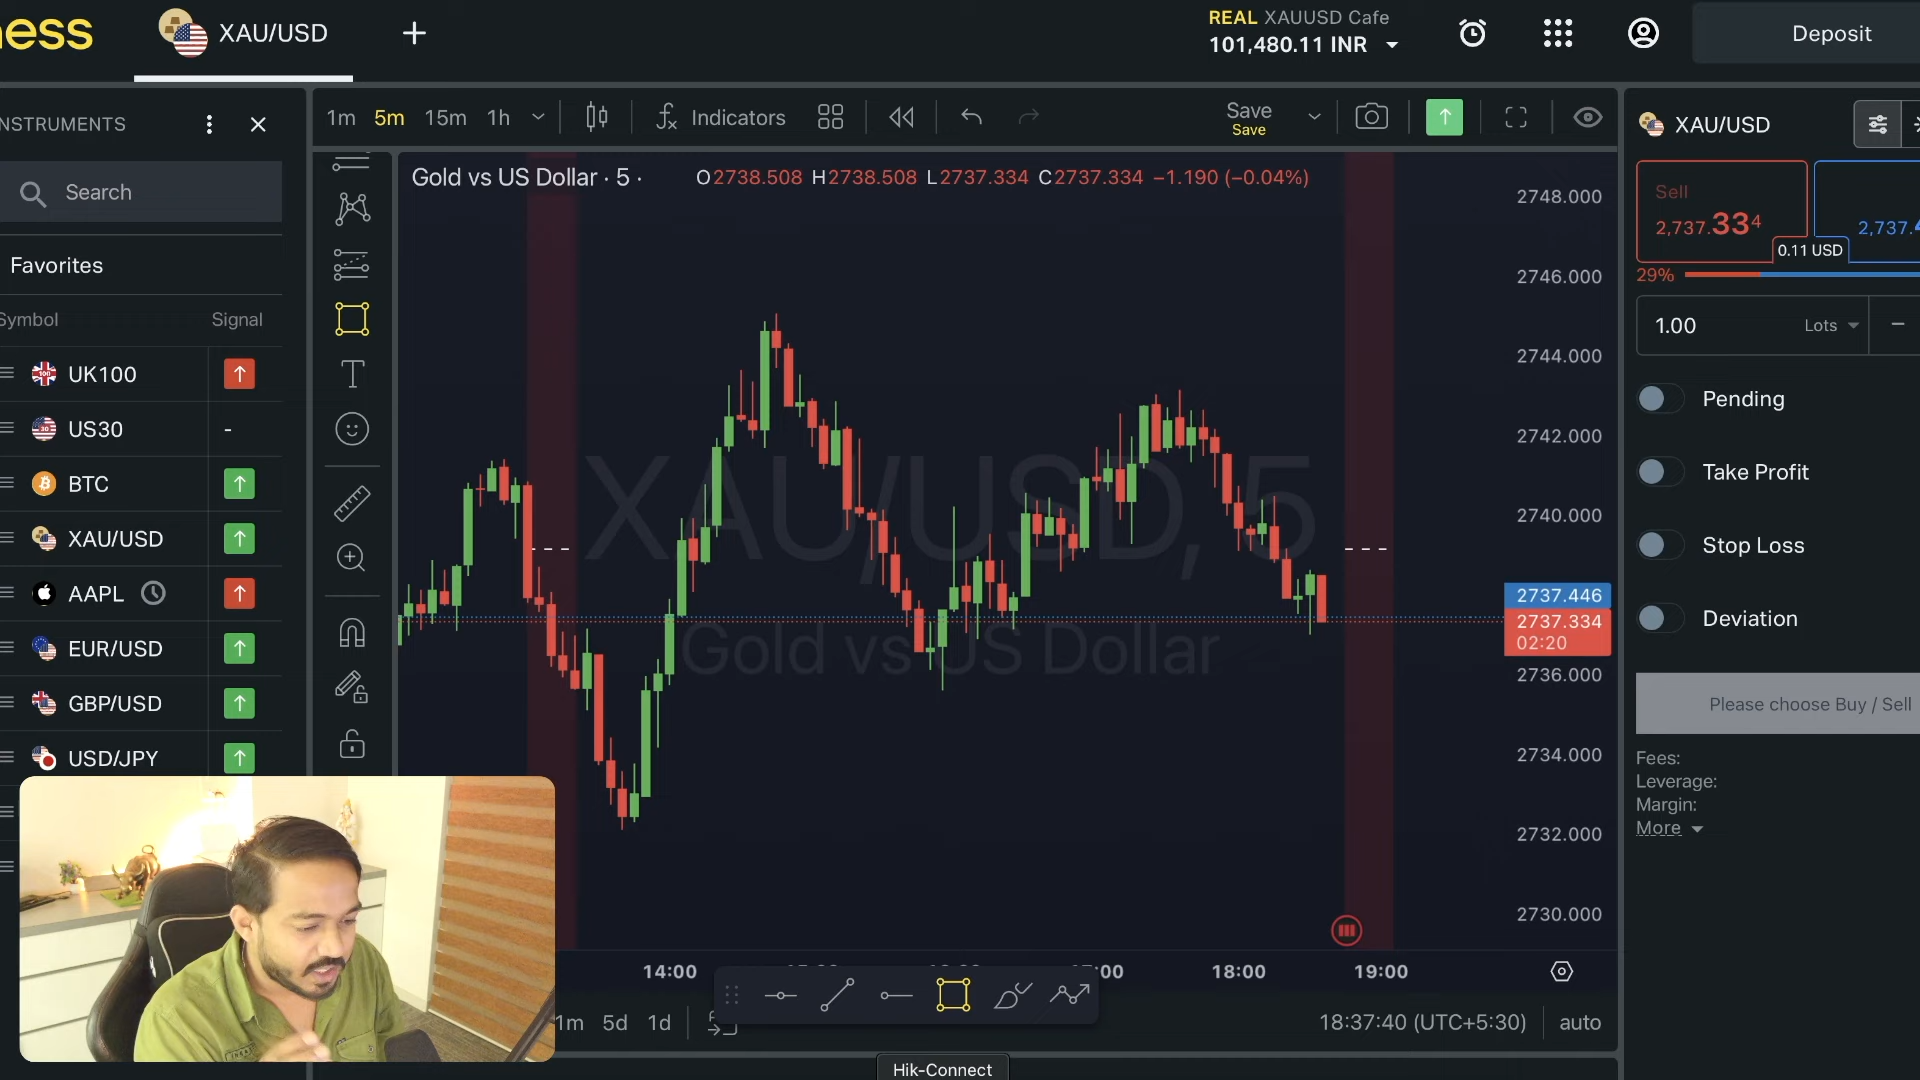 ness
XAU/USD
REAL XAUUSD Cafe
101,480.11 INR
Deposit
NSTRUMENTS
Search
Favorites
Symbol Signal
UK100
US30 -
BTC
XAU/USD
AAPL
EUR/USD
GBP/USD
USD/JPY
1m 5m 15m 1h
Indicators
Save
Save
Gold vs US Dollar · 5 ·
O2738.508 H2738.508 L2737.334 C2737.334 −1.190 (−0.04%)
XAU/USD, 5
Gold vs US Dollar
2748.000
2746.000
2744.000
2742.000
2740.000
2737.446
2737.334
02:20
2736.000
2734.000
2732.000
2730.000
14:00 18:00 19:00
1m 5d 1d
18:37:40 (UTC+5:30) auto
Hik-Connect
XAU/USD
Sell
2,737.334
2,737.4
0.11 USD
29%
1.00 Lots
Pending
Take Profit
Stop Loss
Deviation
Please choose Buy / Sell
Fees:
Leverage:
Margin:
More